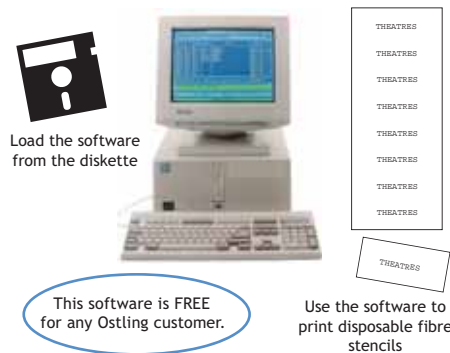 Load the software
from the diskette
This software is FREE
for any Ostling customer.
THEATRES
THEATRES
THEATRES
THEATRES
THEATRES
THEATRES
THEATRES
THEATRES
THEATRES
Use the software to
print disposable fibre
stencils